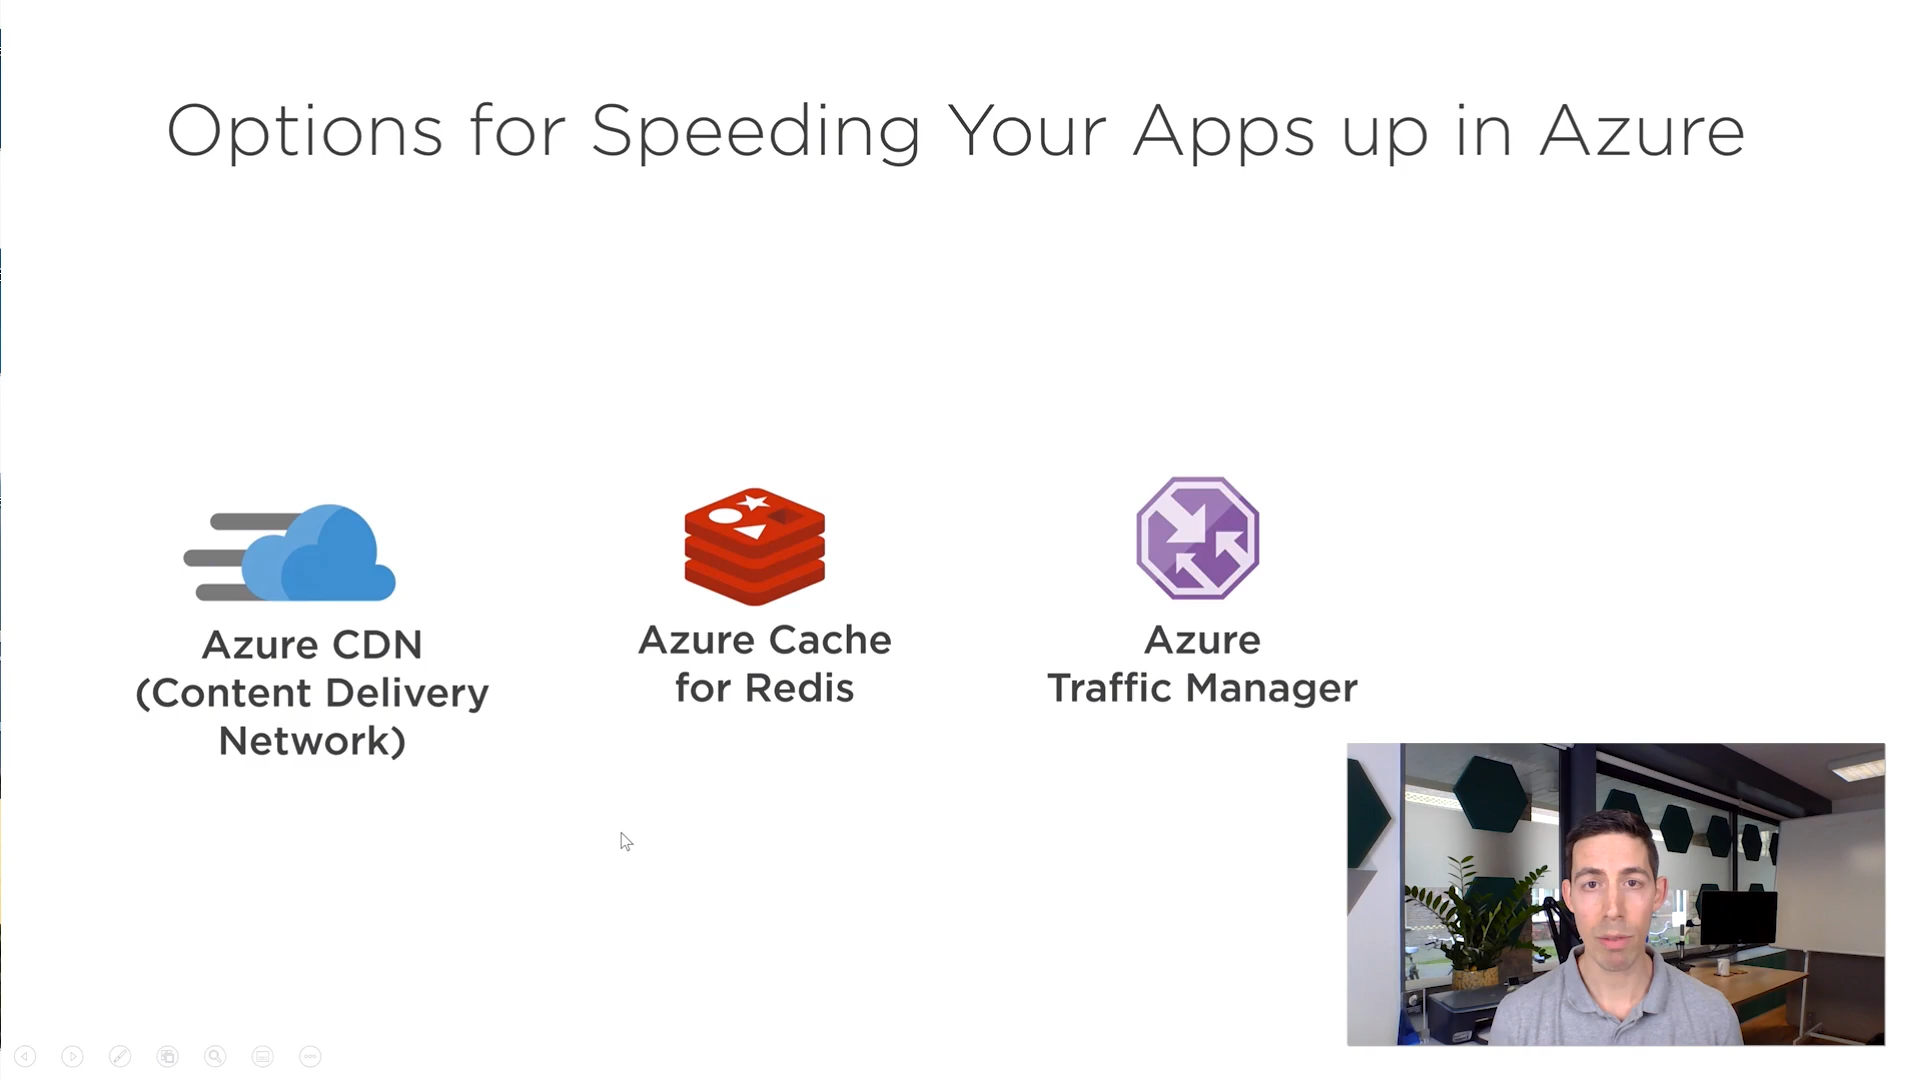 Options for Speeding Your Apps up in Azure
Azure CDN
(Content Delivery
Network)
Azure Cache
for Redis
Azure
Traffic Manager